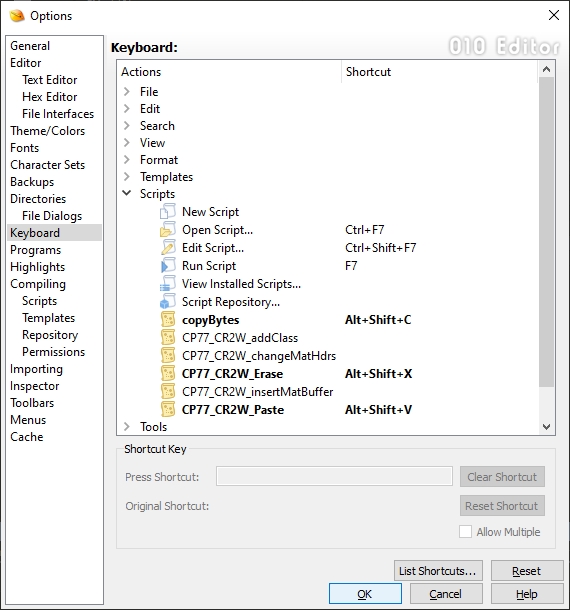 Options
General
Editor
Text Editor
Hex Editor
File Interfaces
Theme/Colors
Fonts
Character Sets
Backups
Directories
File Dialogs
Keyboard
Programs
Highlights
Compiling
Scripts
Templates
Repository
Permissions
Importing
Inspector
Toolbars
Menus
Cache
Keyboard:
010 Editor
Actions Shortcut
File
Edit
Search
View
Format
Templates
Scripts
New Script
Open Script... Ctrl+F7
Edit Script... Ctrl+Shift+F7
Run Script F7
View Installed Scripts...
Script Repository...
copyBytes Alt+Shift+C
CP77_CR2W_addClass
CP77_CR2W_changeMatHdrs
CP77_CR2W_Erase Alt+Shift+X
CP77_CR2W_insertMatBuffer
CP77_CR2W_Paste Alt+Shift+V
Tools
Shortcut Key
Press Shortcut: Clear Shortcut
Original Shortcut: Reset Shortcut
Allow Multiple
List Shortcuts... Reset
OK Cancel Help